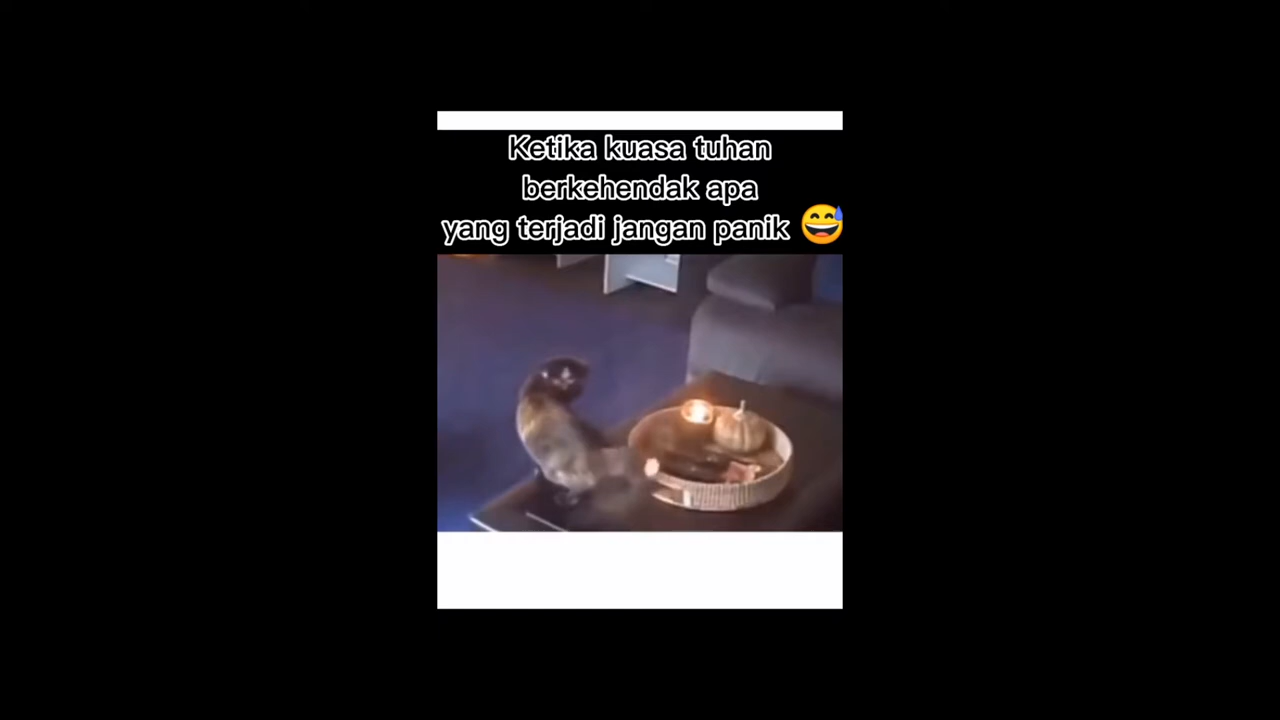 Ketika kuasa tuhan
berkehendak apa
yang terjadi jangan panik 😅